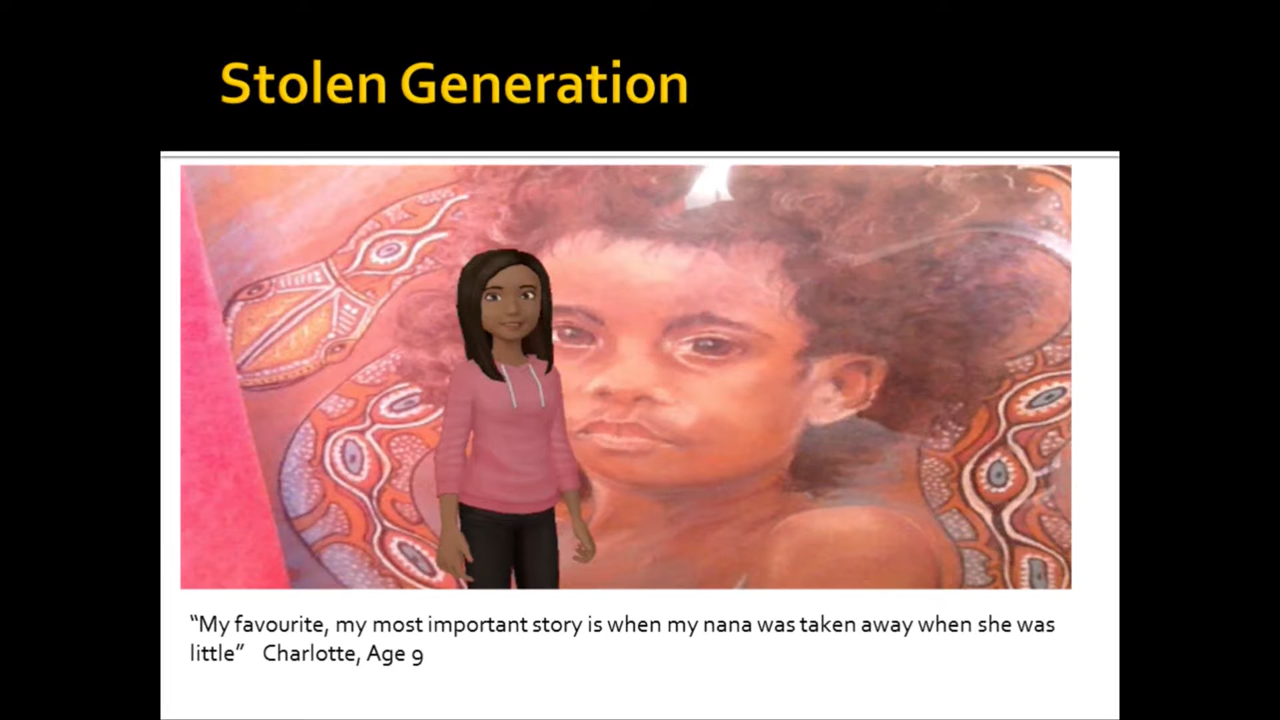 Stolen Generation
“My favourite, my most important story is when my nana was taken away when she was
little”   Charlotte, Age 9